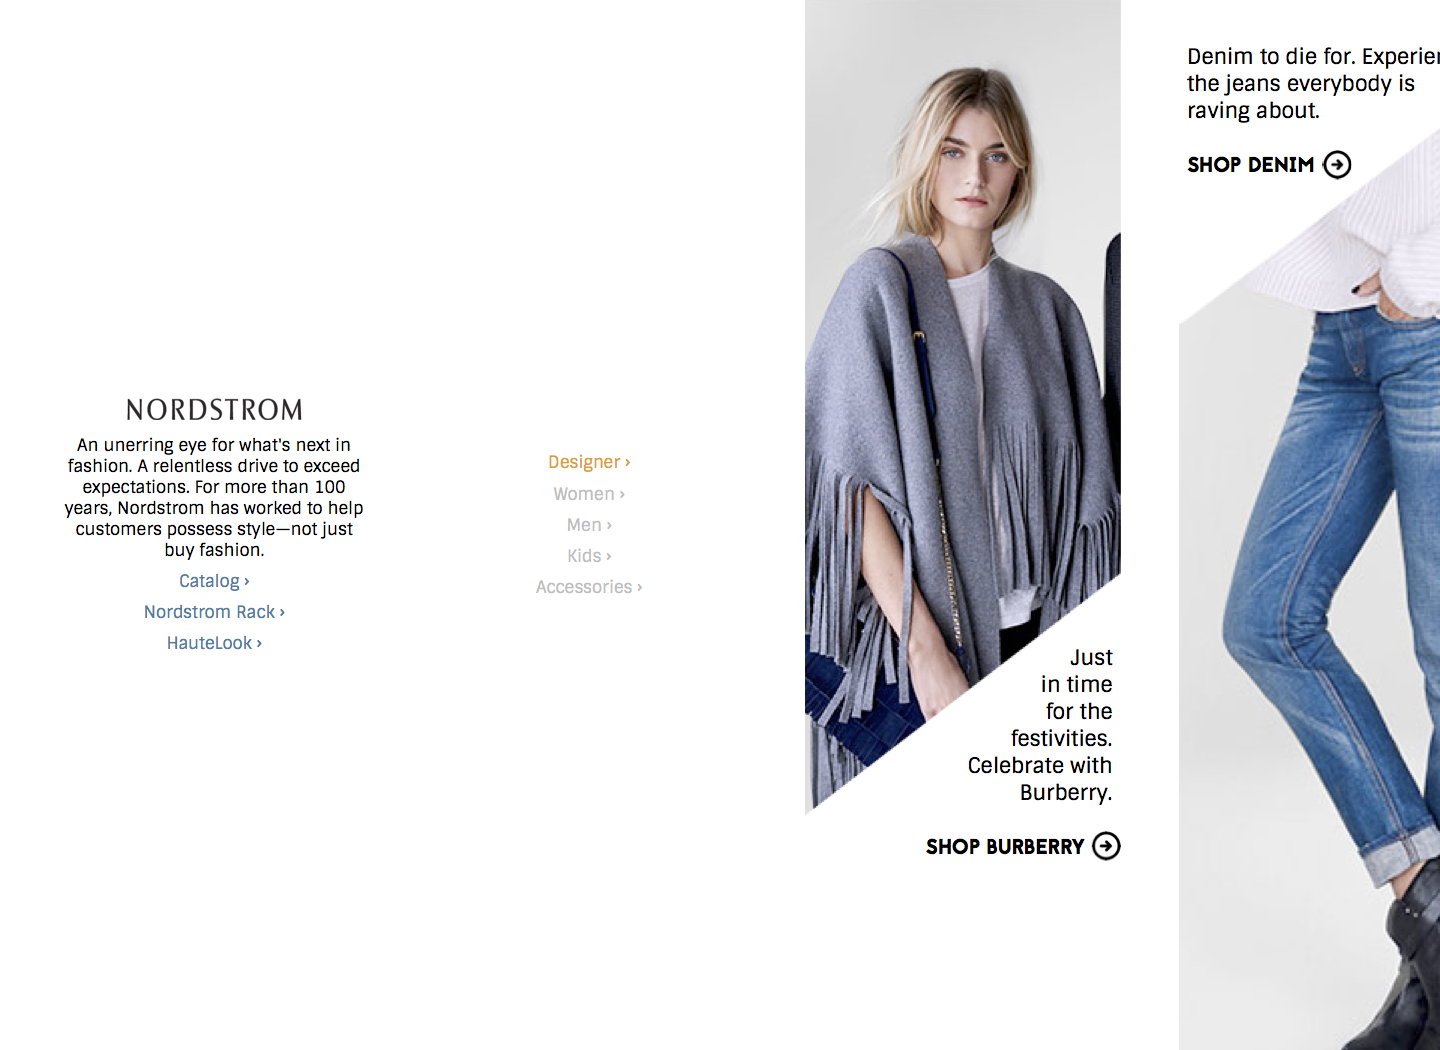 NORDSTROM
An unerring eye for what's next in
fashion. A relentless drive to exceed
expectations. For more than 100
years, Nordstrom has worked to help
customers possess style—not just
buy fashion.
Catalog ›
Nordstrom Rack ›
HauteLook ›
Designer ›
Women ›
Men ›
Kids ›
Accessories ›
Just
in time
for the
festivities.
Celebrate with
Burberry.
SHOP BURBERRY
Denim to die for.
the jeans everybody is
raving about.
SHOP DENIM